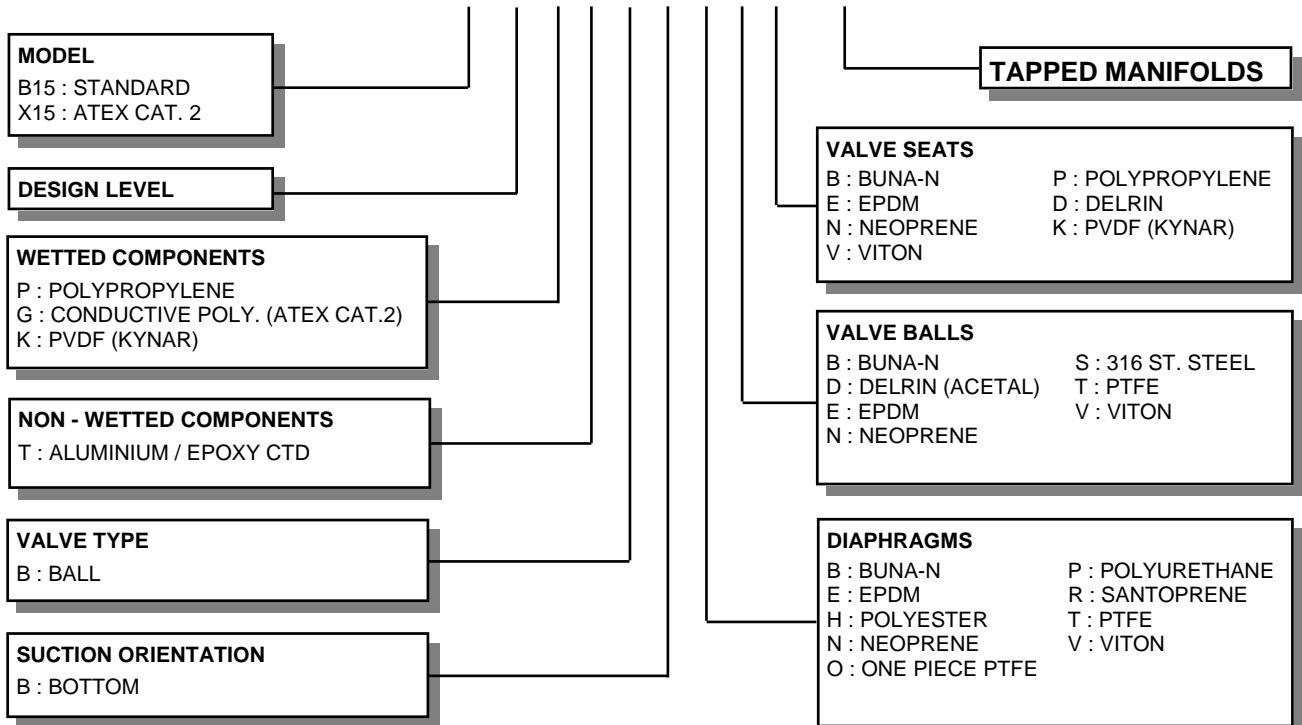 MODEL
B15 : STANDARD
X15 : ATEX CAT. 2
DESIGN LEVEL
WETTED COMPONENTS
P : POLYPROPYLENE
G : CONDUCTIVE POLY. (ATEX CAT.2)
K : PVDF (KYNAR)
NON - WETTED COMPONENTS
T : ALUMINIUM / EPOXY CTD
VALVE TYPE
B : BALL
SUCTION ORIENTATION
B : BOTTOM
TAPPED MANIFOLDS
VALVE SEATS
B : BUNA-N P : POLYPROPYLENE
E : EPDM D : DELRIN
N : NEOPRENE K : PVDF (KYNAR)
V : VITON
VALVE BALLS
B : BUNA-N S : 316 ST. STEEL
D : DELRIN (ACETAL) T : PTFE
E : EPDM V : VITON
N : NEOPRENE
DIAPHRAGMS
B : BUNA-N P : POLYURETHANE
E : EPDM R : SANTOPRENE
H : POLYESTER T : PTFE
N : NEOPRENE V : VITON
O : ONE PIECE PTFE